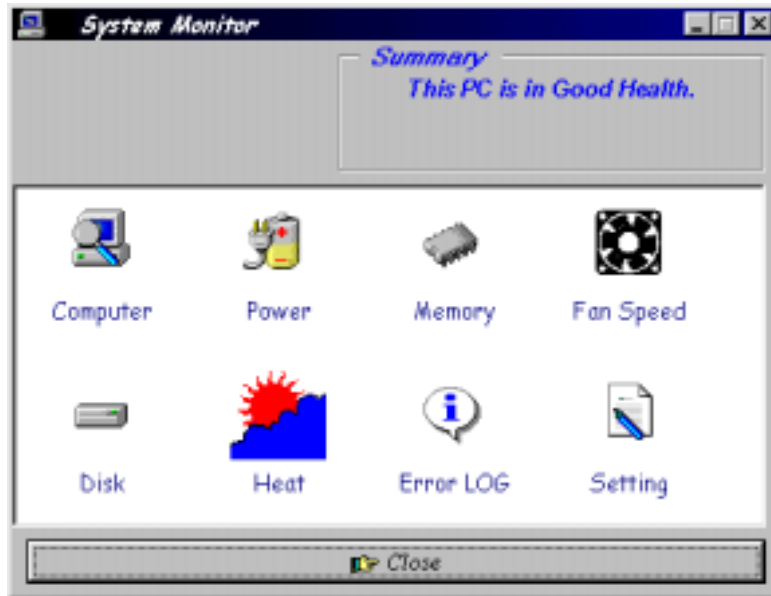 System Monitor
Summary
This PC is in Good Health.
Computer
Power
Memory
Fan Speed
Disk
Heat
Error LOG
Setting
Close